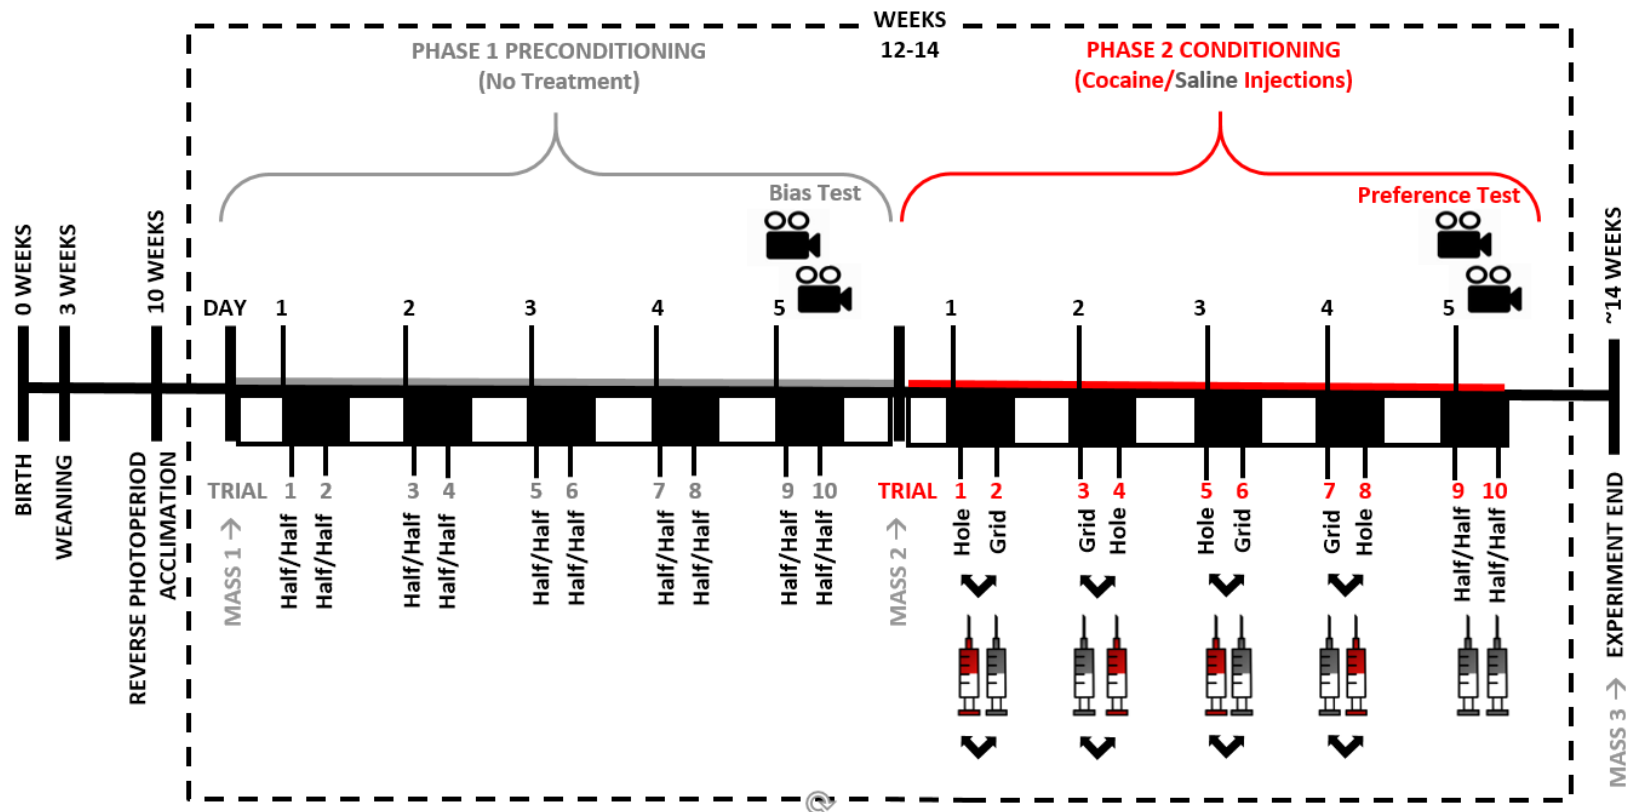 WEEKS
12-14
PHASE 1 PRECONDITIONING
(No Treatment)
PHASE 2 CONDITIONING
(Cocaine/Saline Injections)
Bias Test
Preference Test
0 WEEKS
3 WEEKS
10 WEEKS
~14 WEEKS
DAY 1 2 3 4 5 1 2 3 4 5
BIRTH
WEANING
REVERSE PHOTOPERIOD
ACCLIMATION
TRIAL 1 2 3 4 5 6 7 8 9 10
TRIAL 1 2 3 4 5 6 7 8 9 10
MASS 1 →
Half/Half
Half/Half
Half/Half
Half/Half
Half/Half
Half/Half
Half/Half
Half/Half
Half/Half
Half/Half
MASS 2 →
Hole
Grid
Grid
Hole
Hole
Grid
Grid
Hole
Half/Half
Half/Half
EXPERIMENT END
MASS 3 →